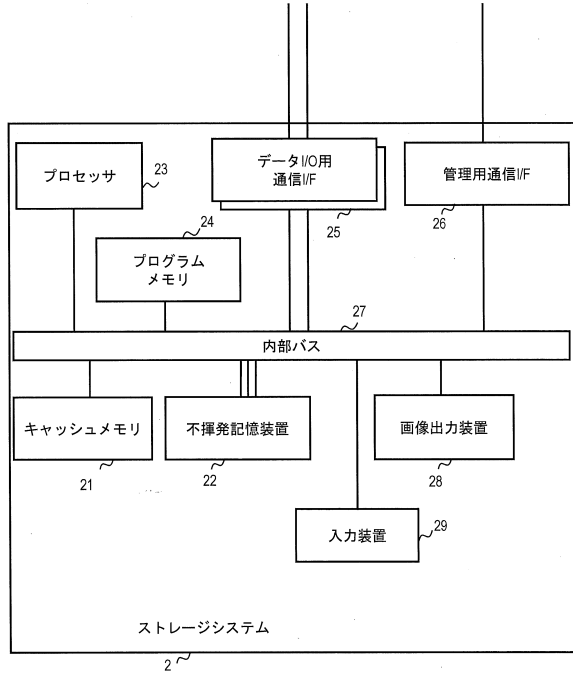 プロセッサ
23
データI/O用
通信I/F
25
管理用通信I/F
26
24
プログラム
メモリ
27
内部バス
キャッシュメモリ
21
不揮発記憶装置
22
画像出力装置
28
入力装置
29
ストレージシステム
2